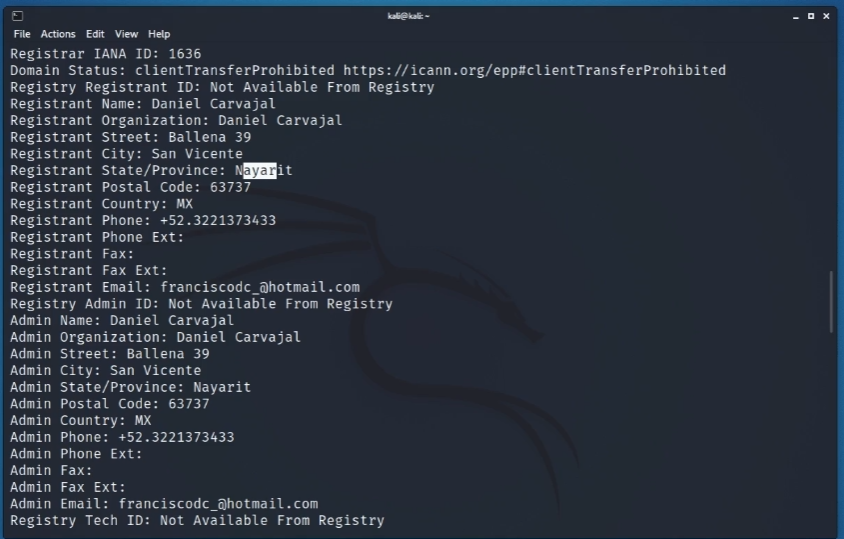 kali@kali: ~
File Actions Edit View Help
Registrar IANA ID: 1636
Domain Status: clientTransferProhibited https://icann.org/epp#clientTransferProhibited
Registry Registrant ID: Not Available From Registry
Registrant Name: Daniel Carvajal
Registrant Organization: Daniel Carvajal
Registrant Street: Ballena 39
Registrant City: San Vicente
Registrant State/Province: Nayarit
Registrant Postal Code: 63737
Registrant Country: MX
Registrant Phone: +52.3221373433
Registrant Phone Ext:
Registrant Fax:
Registrant Fax Ext:
Registrant Email: franciscodc_@hotmail.com
Registry Admin ID: Not Available From Registry
Admin Name: Daniel Carvajal
Admin Organization: Daniel Carvajal
Admin Street: Ballena 39
Admin City: San Vicente
Admin State/Province: Nayarit
Admin Postal Code: 63737
Admin Country: MX
Admin Phone: +52.3221373433
Admin Phone Ext:
Admin Fax:
Admin Fax Ext:
Admin Email: franciscodc_@hotmail.com
Registry Tech ID: Not Available From Registry